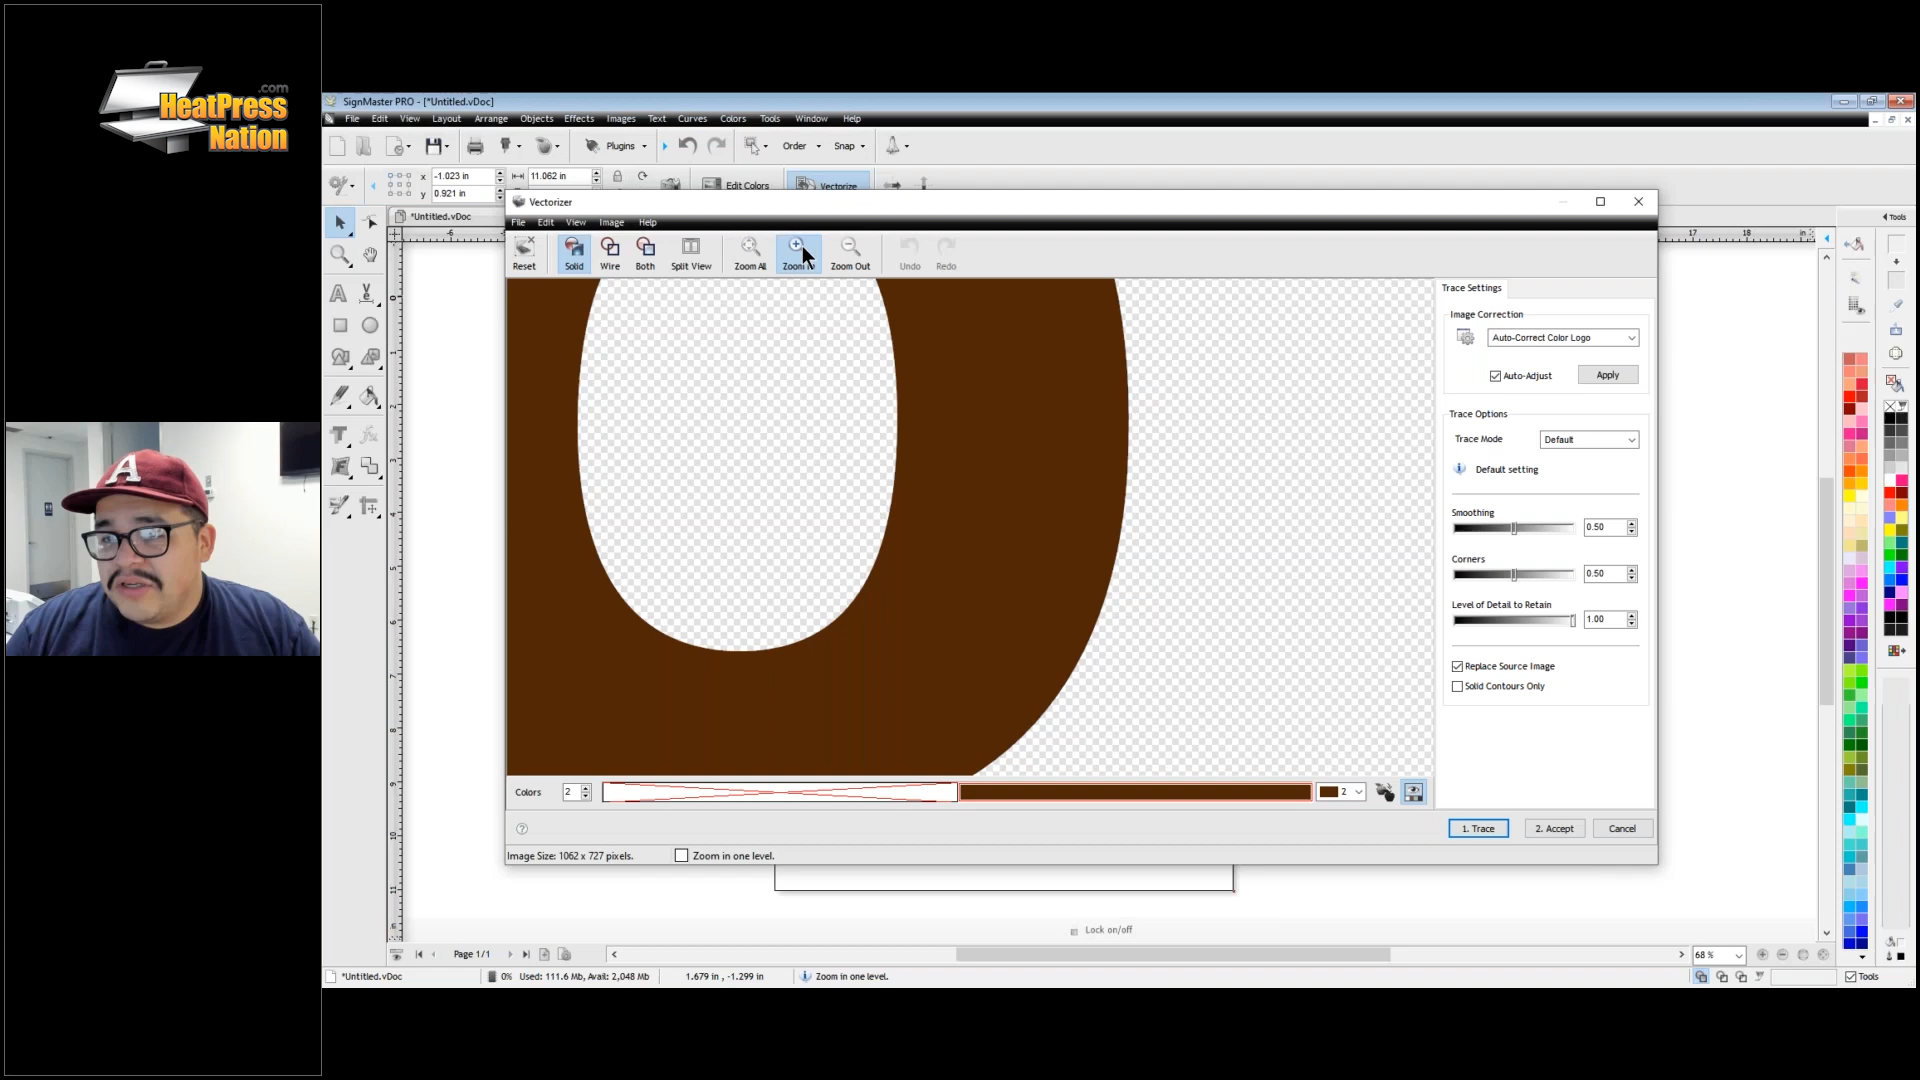 .com
HeatPress
Nation
A
SignMaster PRO - [*Untitled.vDoc]
File Edit View Layout Arrange Objects Effects Images Text Curves Colors Tools Window Help
Plugins Order Snap
x -1.023 in 11.062 in
y 0.921 in
Edit Colors Vectorize
*Untitled.vDoc
Tools
Vectorizer
File Edit View Image Help
Reset Solid Wire Both Split View Zoom All Zoom In Zoom Out Undo Redo
17 18 in
Trace Settings
Image Correction
Auto-Correct Color Logo
Auto-Adjust Apply
Trace Options
Trace Mode Default
Default setting
Smoothing
0.50
Corners
0.50
Level of Detail to Retain
1.00
Replace Source Image
Solid Contours Only
Colors 2 2
1. Trace 2. Accept Cancel
Image Size: 1062 x 727 pixels. Zoom in one level.
Lock on/off
Page 1/1 68 %
*Untitled.vDoc 0% Used: 111.6 Mb, Avail: 2,048 Mb 1.679 in , -1.299 in Zoom in one level. Tools